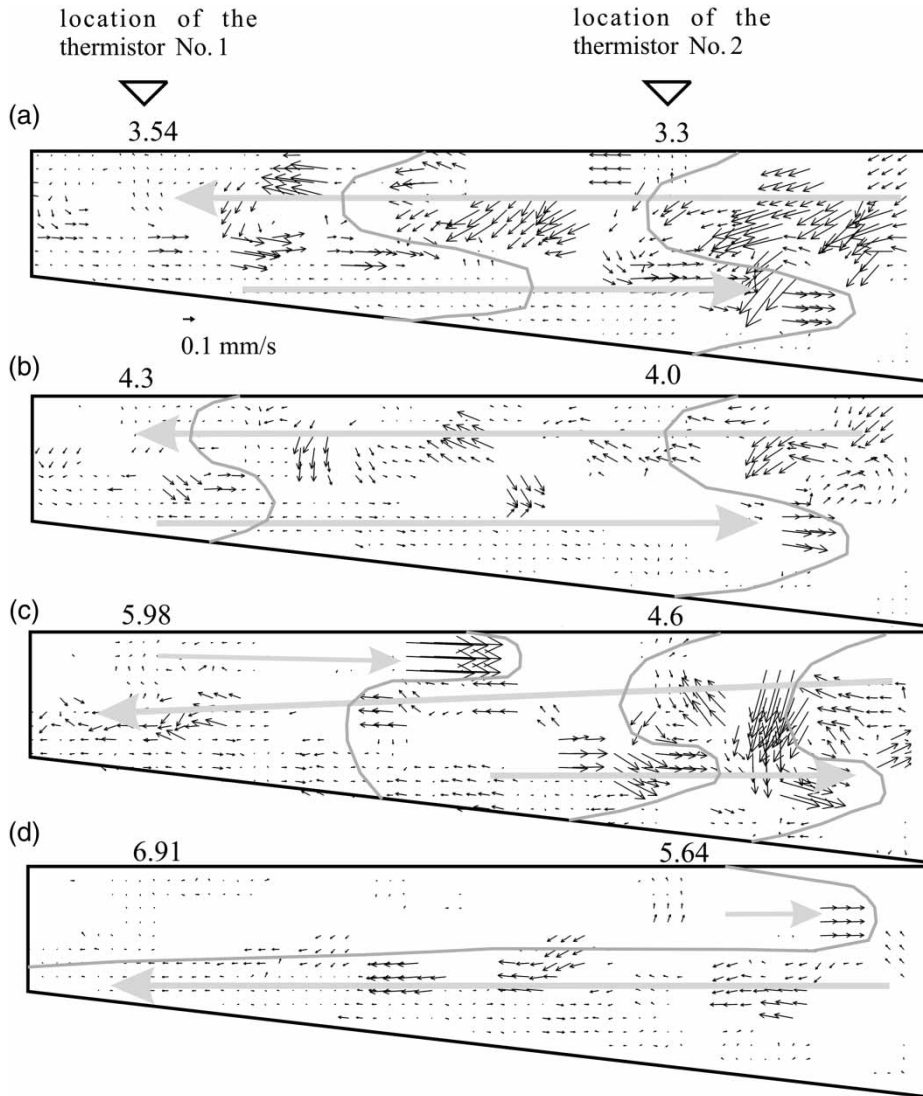 location of the
thermistor No. 1
location of the
thermistor No. 2
(a)
3.54
3.3
0.1 mm/s
(b)
4.3
4.0
(c)
5.98
4.6
(d)
6.91
5.64